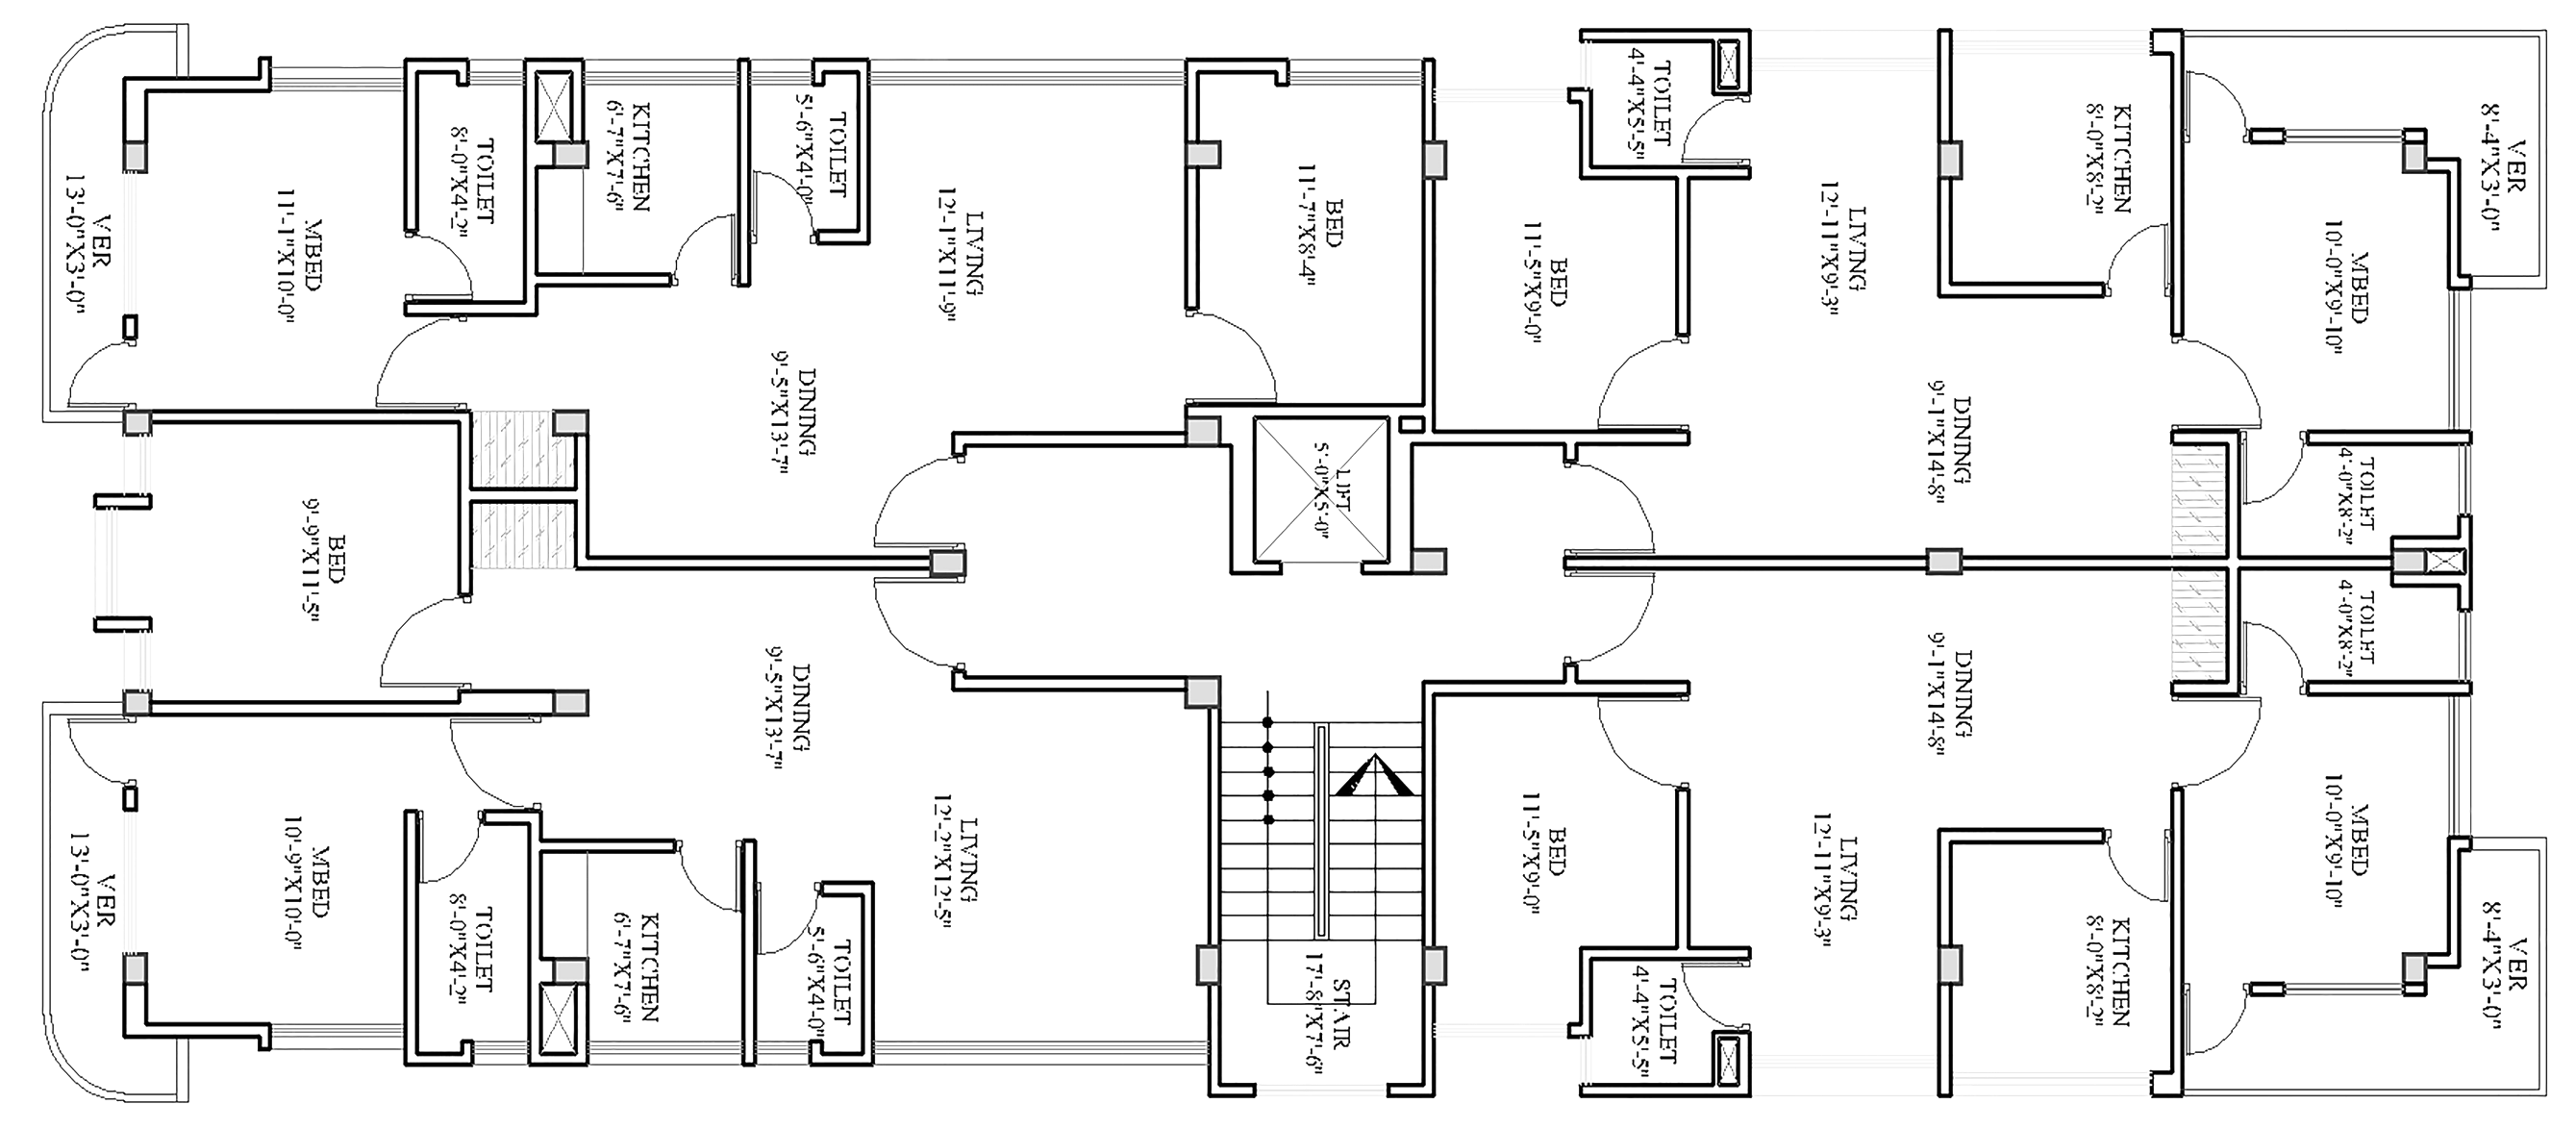 VER
13'-0"X3'-0"
MBED
11'-1"X10'-0"
TOILET
8'-0"X4'-2"
KITCHEN
6'-7"X7'-6"
TOILET
5'-6"X4'-0"
LIVING
12'-1"X11'-9"
DINING
9'-5"X13'-7"
BED
11'-7"X8'-4"
BED
11'-5"X9'-0"
TOILET
4'-4"X5'-5"
LIVING
12'-11"X9'-3"
KITCHEN
8'-0"X8'-2"
DINING
9'-1"X14'-8"
MBED
10'-0"X9'-10"
VER
8'-4"X3'-0"
TOILET
4'-0"X8'-2"
LIFT
5'-0"X5'-0"
BED
9'-9"X11'-5"
VER
13'-0"X3'-0"
MBED
10'-9"X10'-0"
TOILET
8'-0"X4'-2"
KITCHEN
6'-7"X7'-6"
TOILET
5'-6"X4'-0"
DINING
9'-5"X13'-7"
LIVING
12'-2"X12'-5"
STAIR
17'-8"X7'-6"
BED
11'-5"X9'-0"
TOILET
4'-4"X5'-5"
LIVING
12'-11"X9'-3"
DINING
9'-1"X14'-8"
KITCHEN
8'-0"X8'-2"
TOILET
4'-0"X8'-2"
MBED
10'-0"X9'-10"
VER
8'-4"X3'-0"